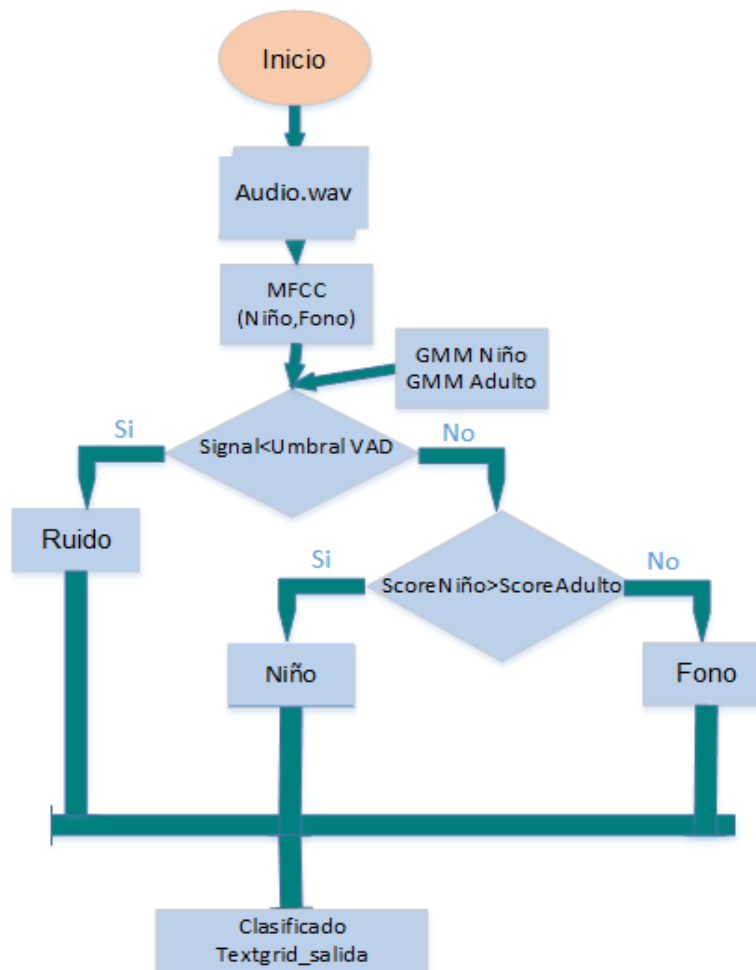 Inicio
Audio.wav
MFCC
(Niño,Fono)
GMM Niño
GMM Adulto
Si
Signal<Umbral VAD
No
Ruido
Si
ScoreNiño>ScoreAdulto
No
Niño
Fono
Clasificado
Textgrid_salida